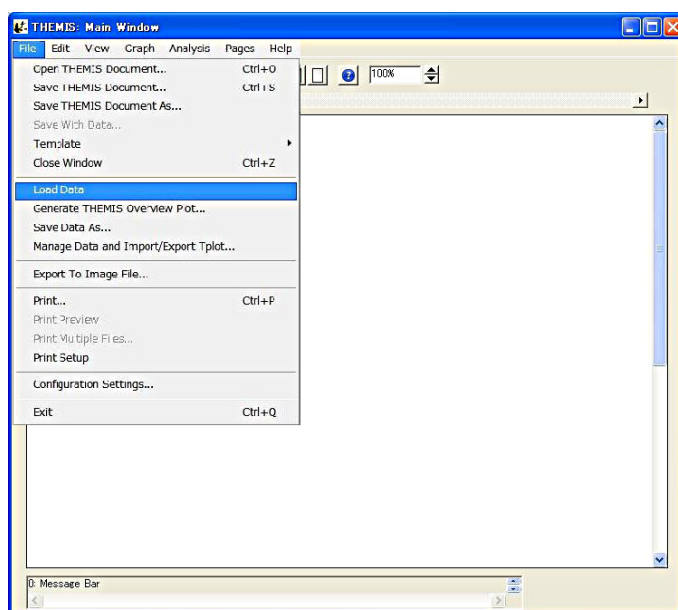 THEMIS: Main Window
File Edit View Graph Analysis Pages Help
100%
Open THEMIS Document... Ctrl+O
Save THEMIS Document... Ctrl+S
Save THEMIS Document As...
Save With Data...
Template
Close Window Ctrl+Z
Load Data
Generate THEMIS Overview Plot...
Save Data As...
Manage Data and Import/Export Tplot...
Export To Image File...
Print... Ctrl+P
Print Preview
Print Multiple Files...
Print Setup
Configuration Settings...
Exit Ctrl+Q
0: Message Bar